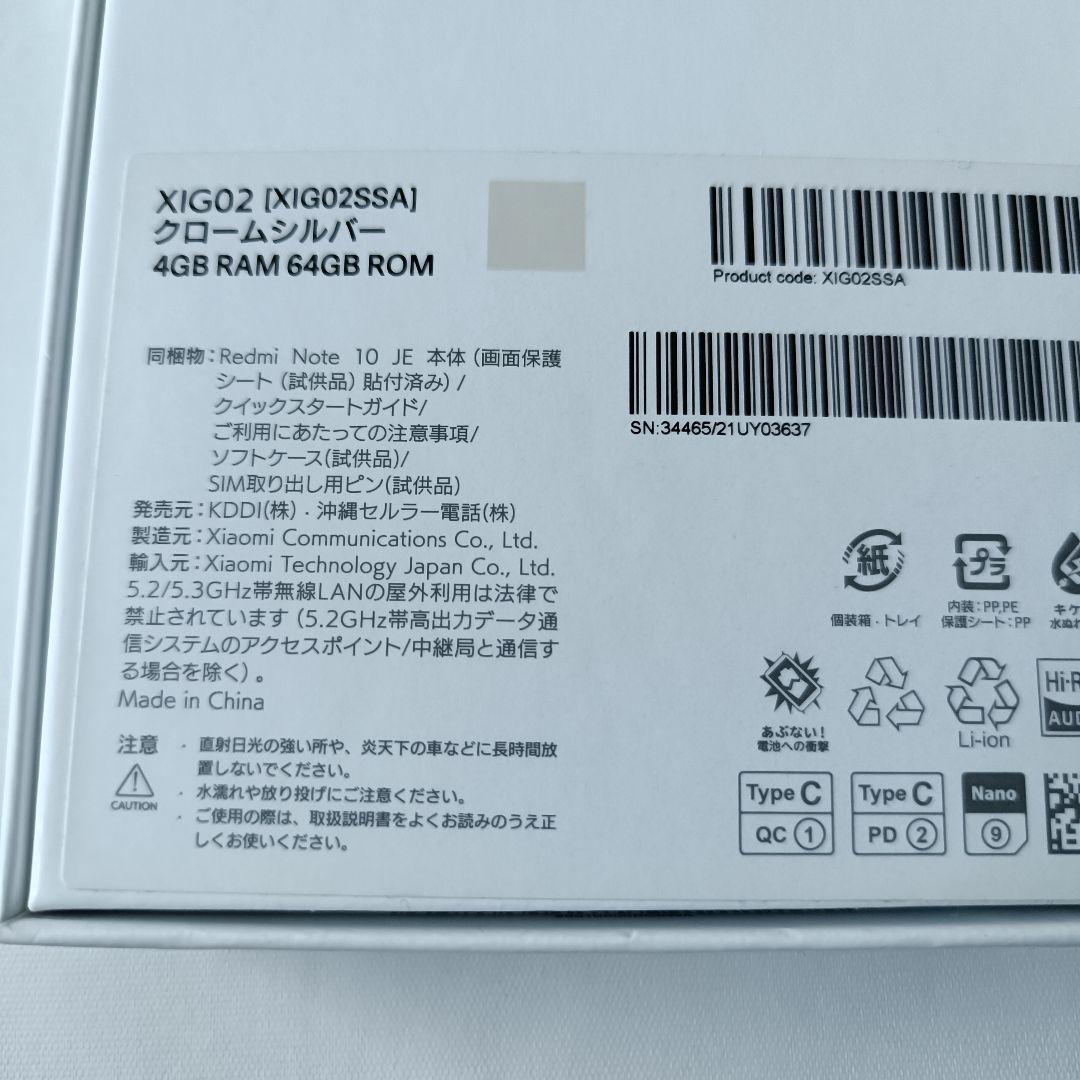 XIG02 [XIG02SSA]
クロームシルバー
4GB RAM 64GB ROM
Product code: XIG02SSA
SN:34465/21UY03637
同梱物：Redmi Note 10 JE 本体（画面保護
シート（試供品）貼付済み）/
クイックスタートガイド/
ご利用にあたっての注意事項/
ソフトケース(試供品)/
SIM取り出し用ピン(試供品)
発売元：KDDI(株)・沖縄セルラー電話(株)
製造元：Xiaomi Communications Co., Ltd.
輸入元：Xiaomi Technology Japan Co., Ltd.
5.2/5.3GHz帯無線LANの屋外利用は法律で
禁止されています（5.2GHz帯高出力データ通
信システムのアクセスポイント/中継局と通信す
る場合を除く）。
Made in China
注意
CAUTION
・直射日光の強い所や、炎天下の車などに長時間放
置しないでください。
・水濡れや放り投げにご注意ください。
・ご使用の際は、取扱説明書をよくお読みのうえ正
しくお使いください。
紙
個装箱・トレイ
プラ
内装：PP,PE
保護シート：PP
キケ
水ぬれ
あぶない！
電池への衝撃
Li-ion
Hi-R
AUD
Type C
QC 1
Type C
PD 2
Nano
9